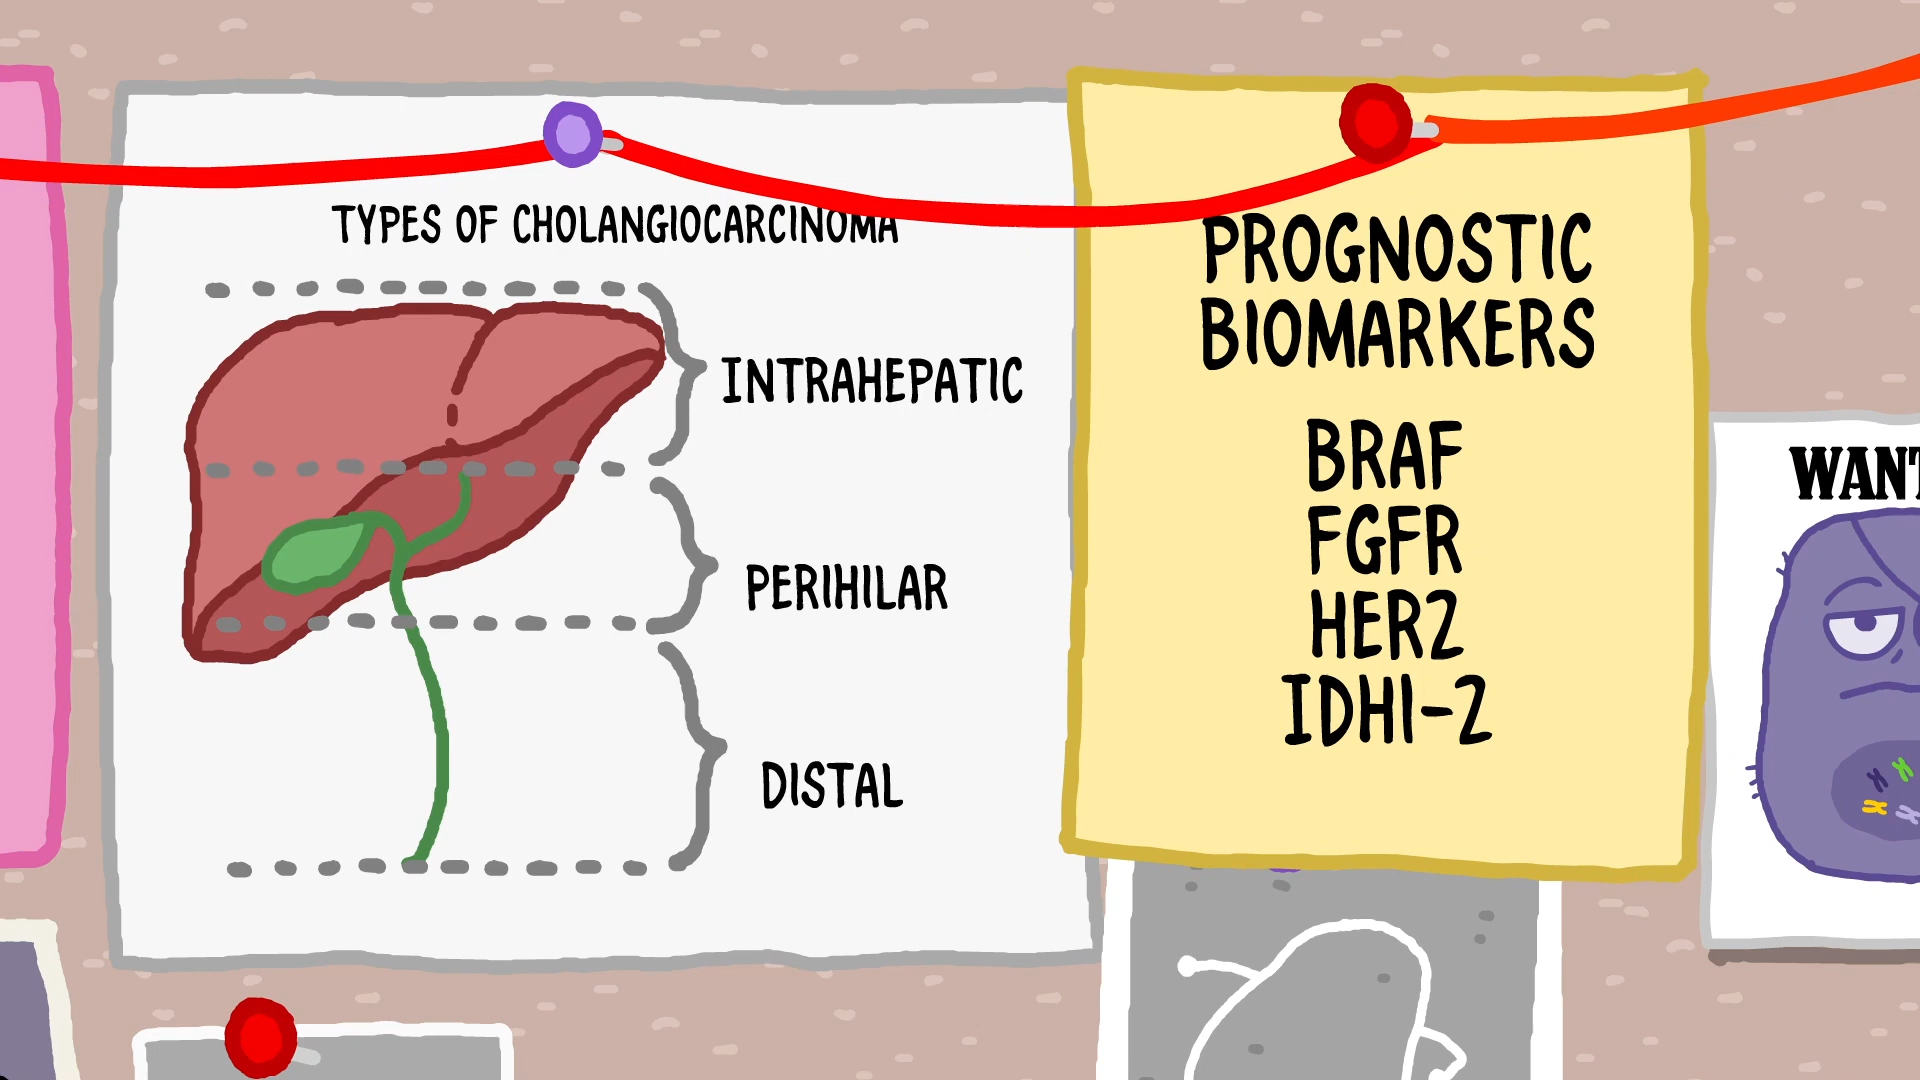 TYPES OF CHOLANGIOCARCINOMA
INTRAHEPATIC
PERIHILAR
DISTAL
PROGNOSTIC
BIOMARKERS
BRAF
FGFR
HER2
IDH1-2